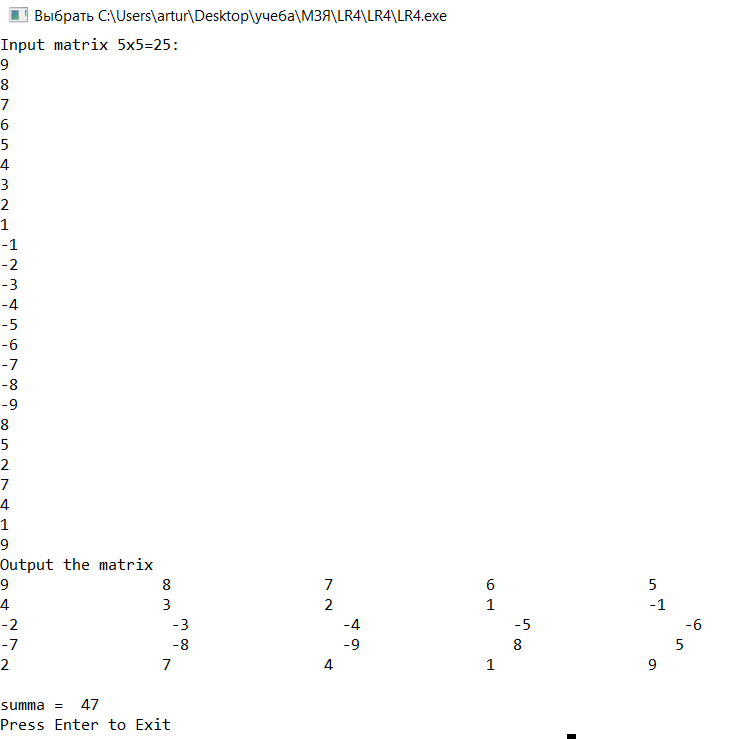 Выбрать C:\Users\artur\Desktop\учеба\МЗЯ\LR4\LR4\LR4.exe
Input matrix 5x5=25:
9
8
7
6
5
4
3
2
1
-1
-2
-3
-4
-5
-6
-7
-8
-9
8
5
2
7
4
1
9
Output the matrix
9 8 7 6 5
4 3 2 1 -1
-2 -3 -4 -5 -6
-7 -8 -9 8 5
2 7 4 1 9
summa = 47
Press Enter to Exit